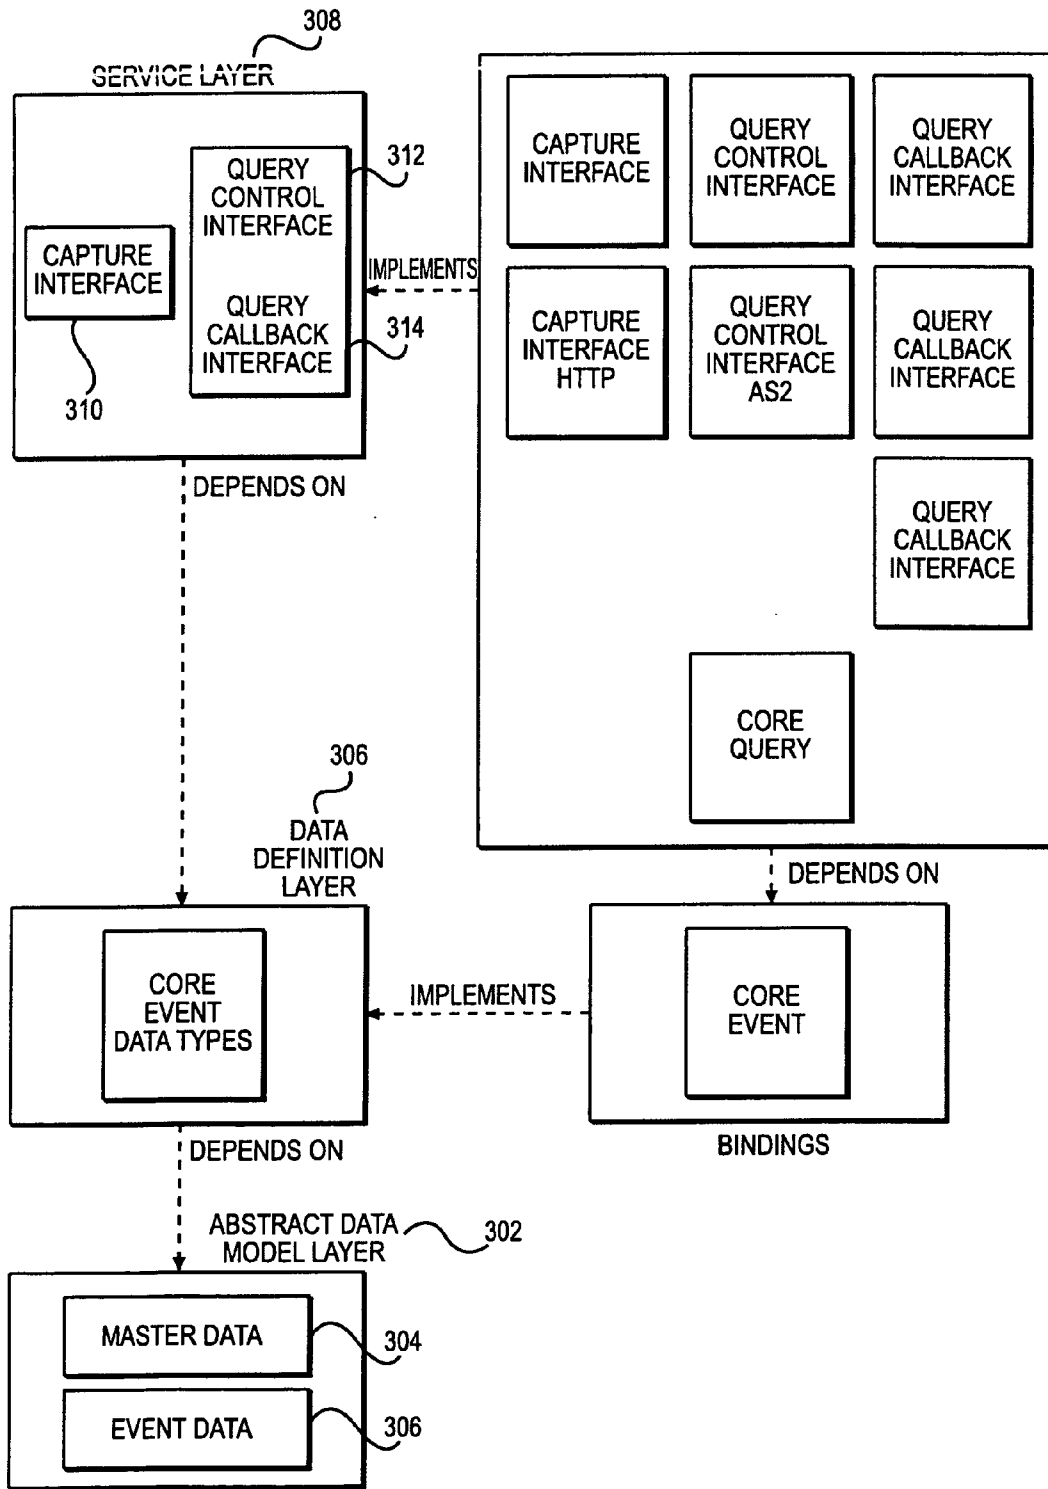 308
SERVICE LAYER
312
QUERY
CONTROL
INTERFACE
CAPTURE
INTERFACE
QUERY
CALLBACK
INTERFACE
314
310
IMPLEMENTS
CAPTURE
INTERFACE
QUERY
CONTROL
INTERFACE
QUERY
CALLBACK
INTERFACE
CAPTURE
INTERFACE
HTTP
QUERY
CONTROL
INTERFACE
AS2
QUERY
CALLBACK
INTERFACE
QUERY
CALLBACK
INTERFACE
CORE
QUERY
DEPENDS ON
DEPENDS ON
306
DATA
DEFINITION
LAYER
CORE
EVENT
DATA TYPES
IMPLEMENTS
CORE
EVENT
BINDINGS
DEPENDS ON
ABSTRACT DATA
MODEL LAYER
302
MASTER DATA
304
EVENT DATA
306